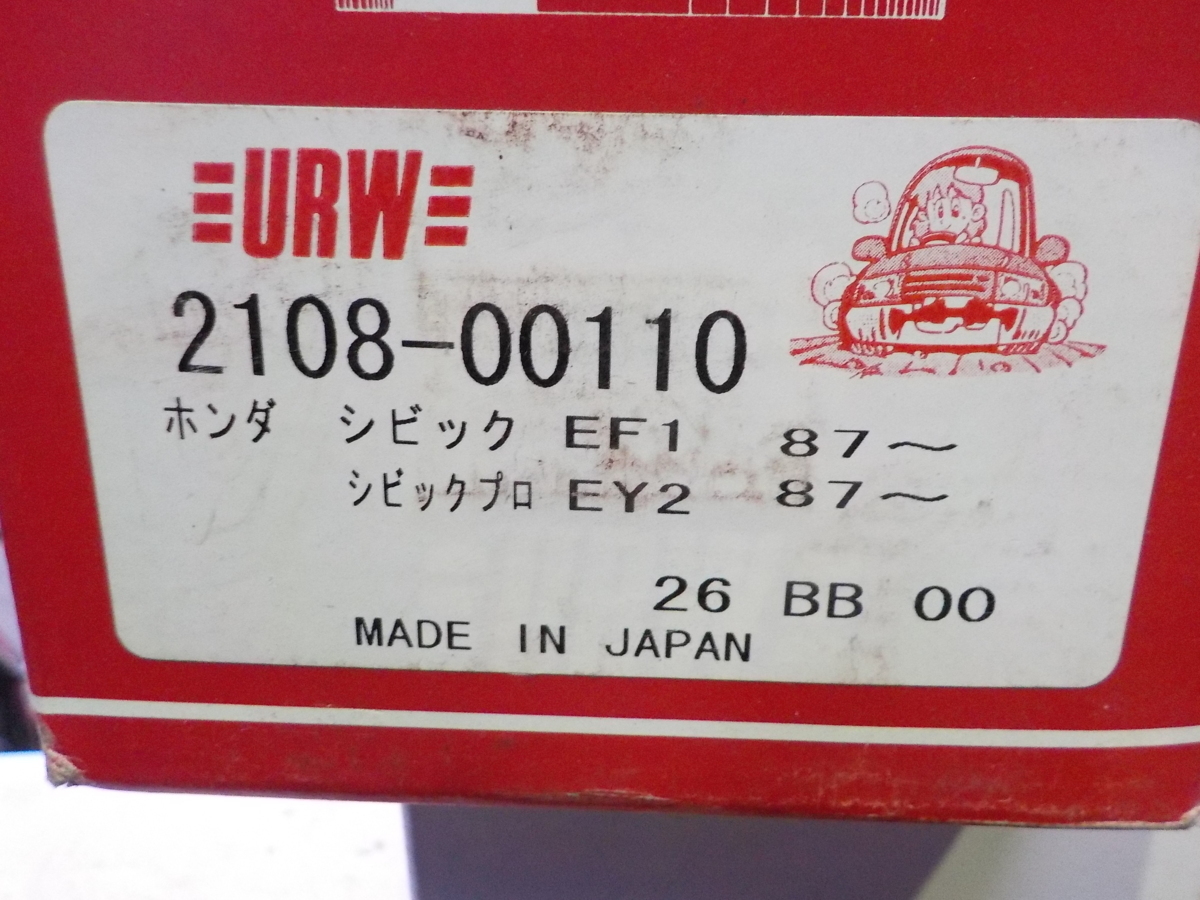 URW
2108-00110
ホンダ シビック EF1 87～
シビックプロ EY2 87～
26 BB 00
MADE IN JAPAN